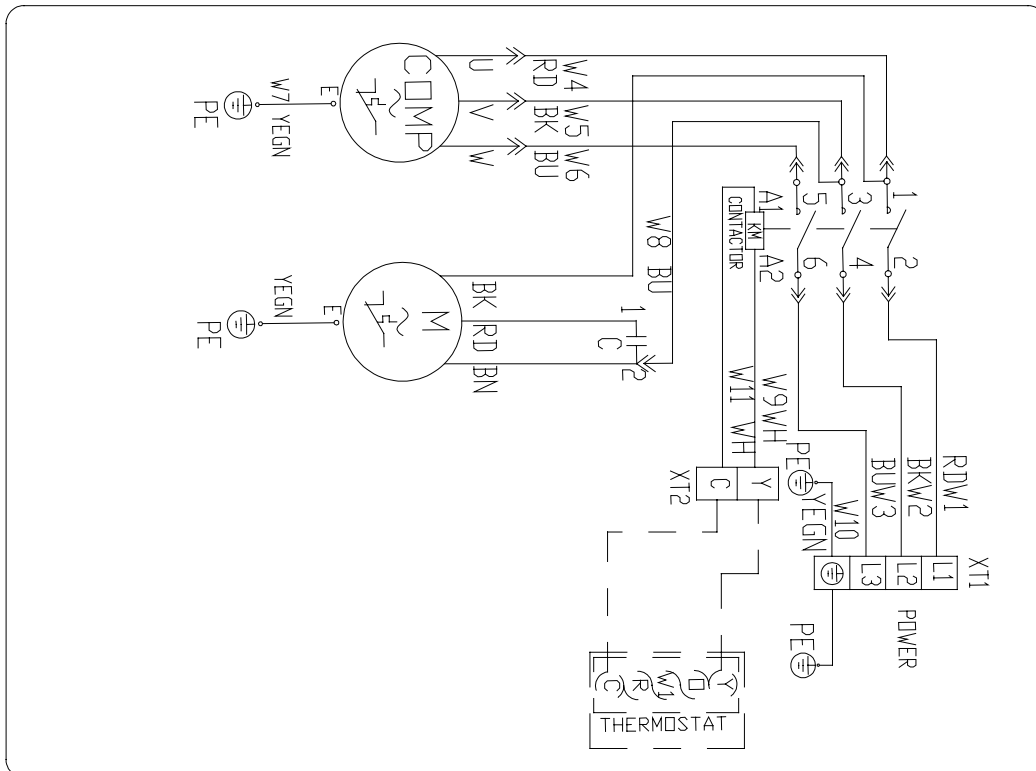 XT1
POWER
L1
L2
L3
RDW1
BKW2
BUW3
W10
YEGN
PE
PE
1
2
3
4
5
6
A1
KM
A2
CONTACTOR
W4
RD
U
W5
BK
V
W6
BU
W
COMP
E
W7 YEGN
PE
W8 BU
M
BK
RD
BN
1
C
2
E
YEGN
PE
W9WH
W11 WH
XT2
Y
C
Y
O
W1
R
C
THERMOSTAT